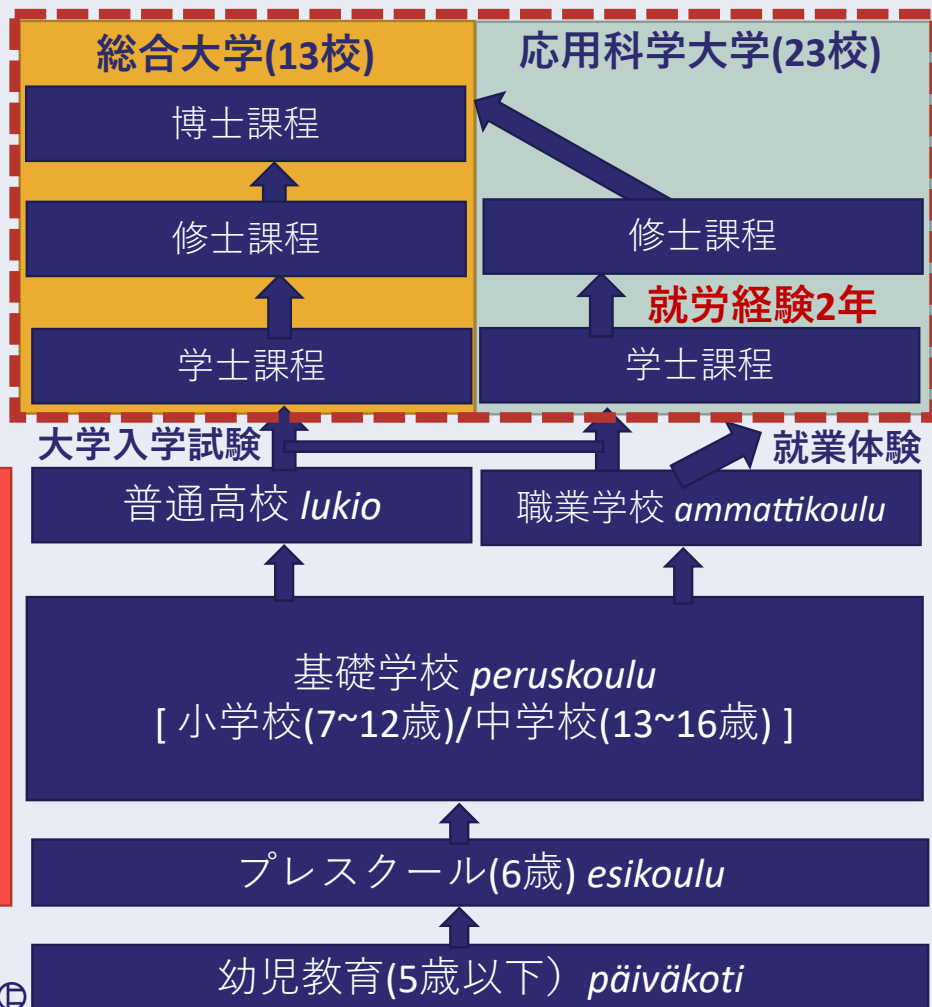 総合大学(13校)
応用科学大学(23校)
博士課程
修士課程
修士課程
就労経験2年
学士課程
学士課程
大学入学試験
就業体験
普通高校 lukio
職業学校 ammattikoulu
基礎学校 peruskoulu
[ 小学校(7~12歳)/中学校(13~16歳) ]
プレスクール(6歳) esikoulu
幼児教育(5歳以下） päiväkoti